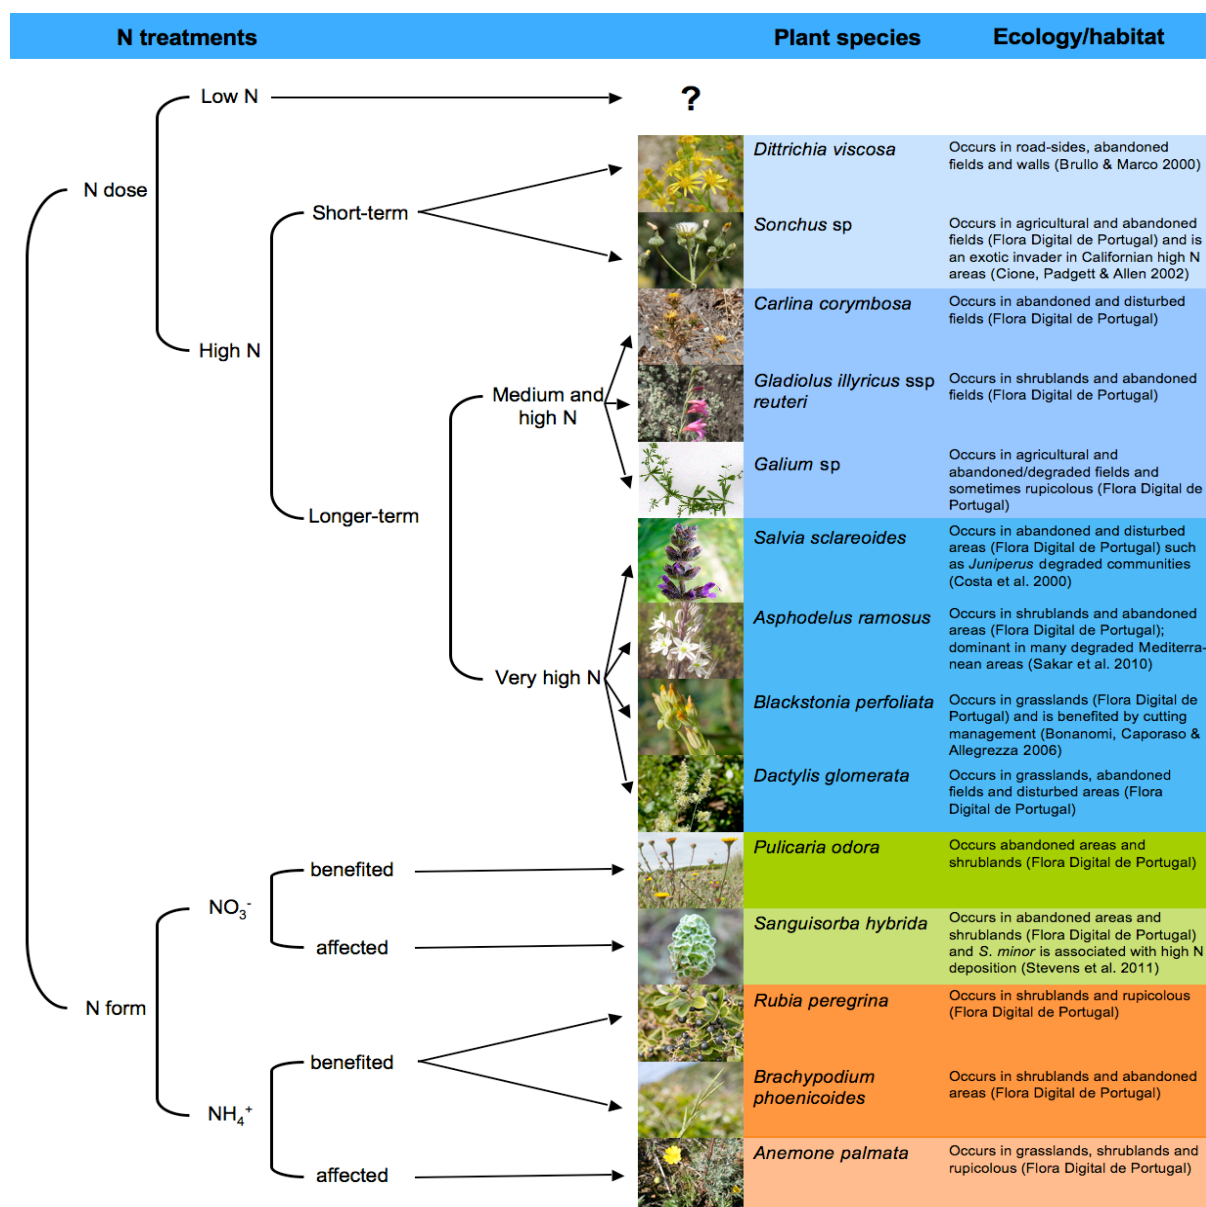 N treatments
Plant species
Ecology/habitat
Low N
?
N dose
Short-term
High N
Medium and
high N
Longer-term
Very high N
Dittrichia viscosa
Occurs in road-sides, abandoned
fields and walls (Brullo & Marco 2000)
Sonchus sp
Occurs in agricultural and abandoned
fields (Flora Digital de Portugal) and is
an exotic invader in Californian high N
areas (Cione, Padgett & Allen 2002)
Carlina corymbosa
Occurs in abandoned and disturbed
fields (Flora Digital de Portugal)
Gladiolus illyricus ssp
reuteri
Occurs in shrublands and abandoned
fields (Flora Digital de Portugal)
Galium sp
Occurs in agricultural and
abandoned/degraded fields and
sometimes rupicolous (Flora Digital de
Portugal)
Salvia sclareoides
Occurs in abandoned and disturbed
areas (Flora Digital de Portugal) such
as Juniperus degraded communities
(Costa et al. 2000)
Asphodelus ramosus
Occurs in shrublands and abandoned
areas (Flora Digital de Portugal);
dominant in many degraded Mediterra-
nean areas (Sakar et al. 2010)
Blackstonia perfoliata
Occurs in grasslands (Flora Digital de
Portugal) and is benefited by cutting
management (Bonanomi, Caporaso &
Allegrezza 2006)
Dactylis glomerata
Occurs in grasslands, abandoned
fields and disturbed areas (Flora
Digital de Portugal)
N form
NO3-
benefited
affected
NH4+
benefited
affected
Pulicaria odora
Occurs abandoned areas and
shrublands (Flora Digital de Portugal)
Sanguisorba hybrida
Occurs in abandoned areas and
shrublands (Flora Digital de Portugal)
and S. minor is associated with high N
deposition (Stevens et al. 2011)
Rubia peregrina
Occurs in shrublands and rupicolous
(Flora Digital de Portugal)
Brachypodium
phoenicoides
Occurs in shrublands and abandoned
areas (Flora Digital de Portugal)
Anemone palmata
Occurs in grasslands, shrublands and
rupicolous (Flora Digital de Portugal)